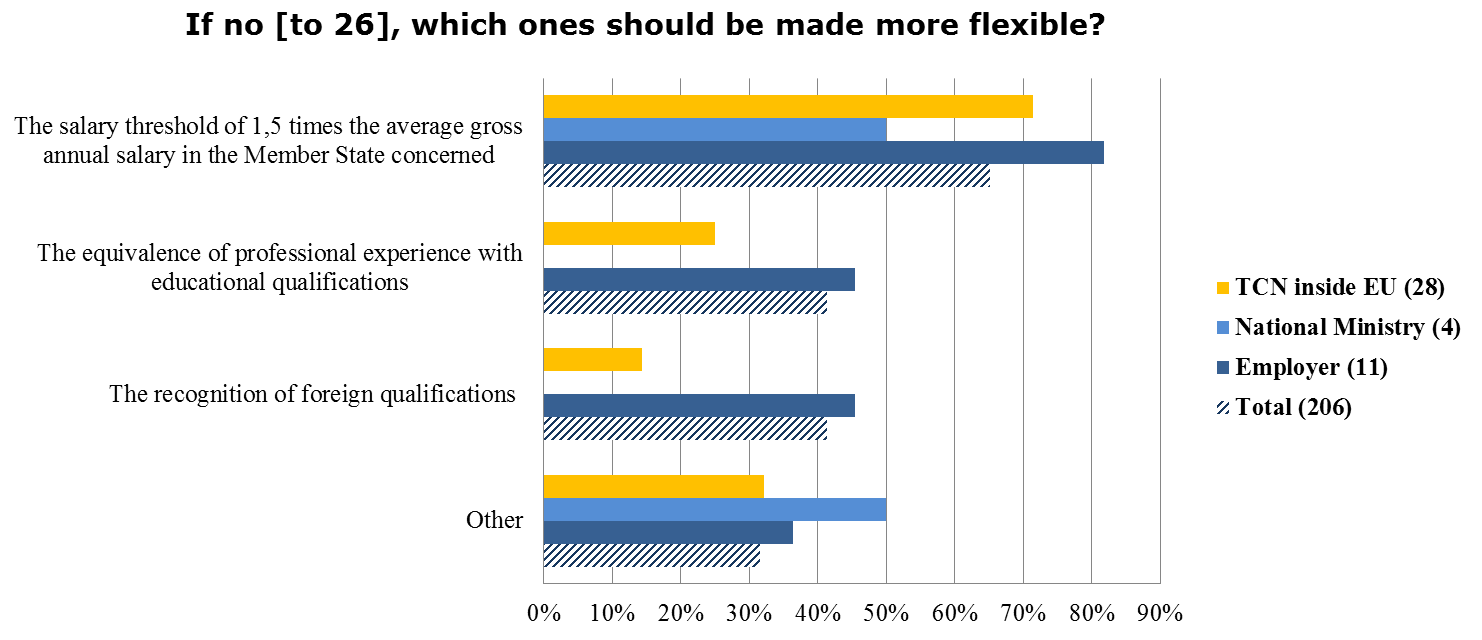 If no [to 26], which ones should be made more flexible?
The salary threshold of 1,5 times the average gross
annual salary in the Member State concerned
The equivalence of professional experience with
educational qualifications
The recognition of foreign qualifications
Other
0% 10% 20% 30% 40% 50% 60% 70% 80% 90%
TCN inside EU (28)
National Ministry (4)
Employer (11)
Total (206)